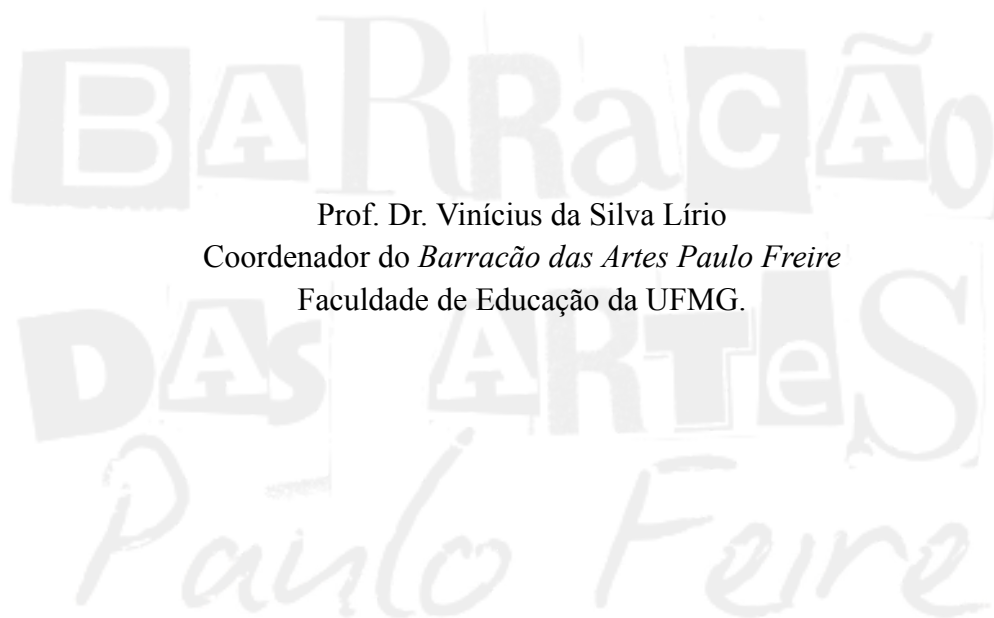 BARRaCÃo
Prof. Dr. Vinícius da Silva Lírio
Coordenador do Barracão das Artes Paulo Freire
Faculdade de Educação da UFMG.
DAs ARTeS
Paulo Feire